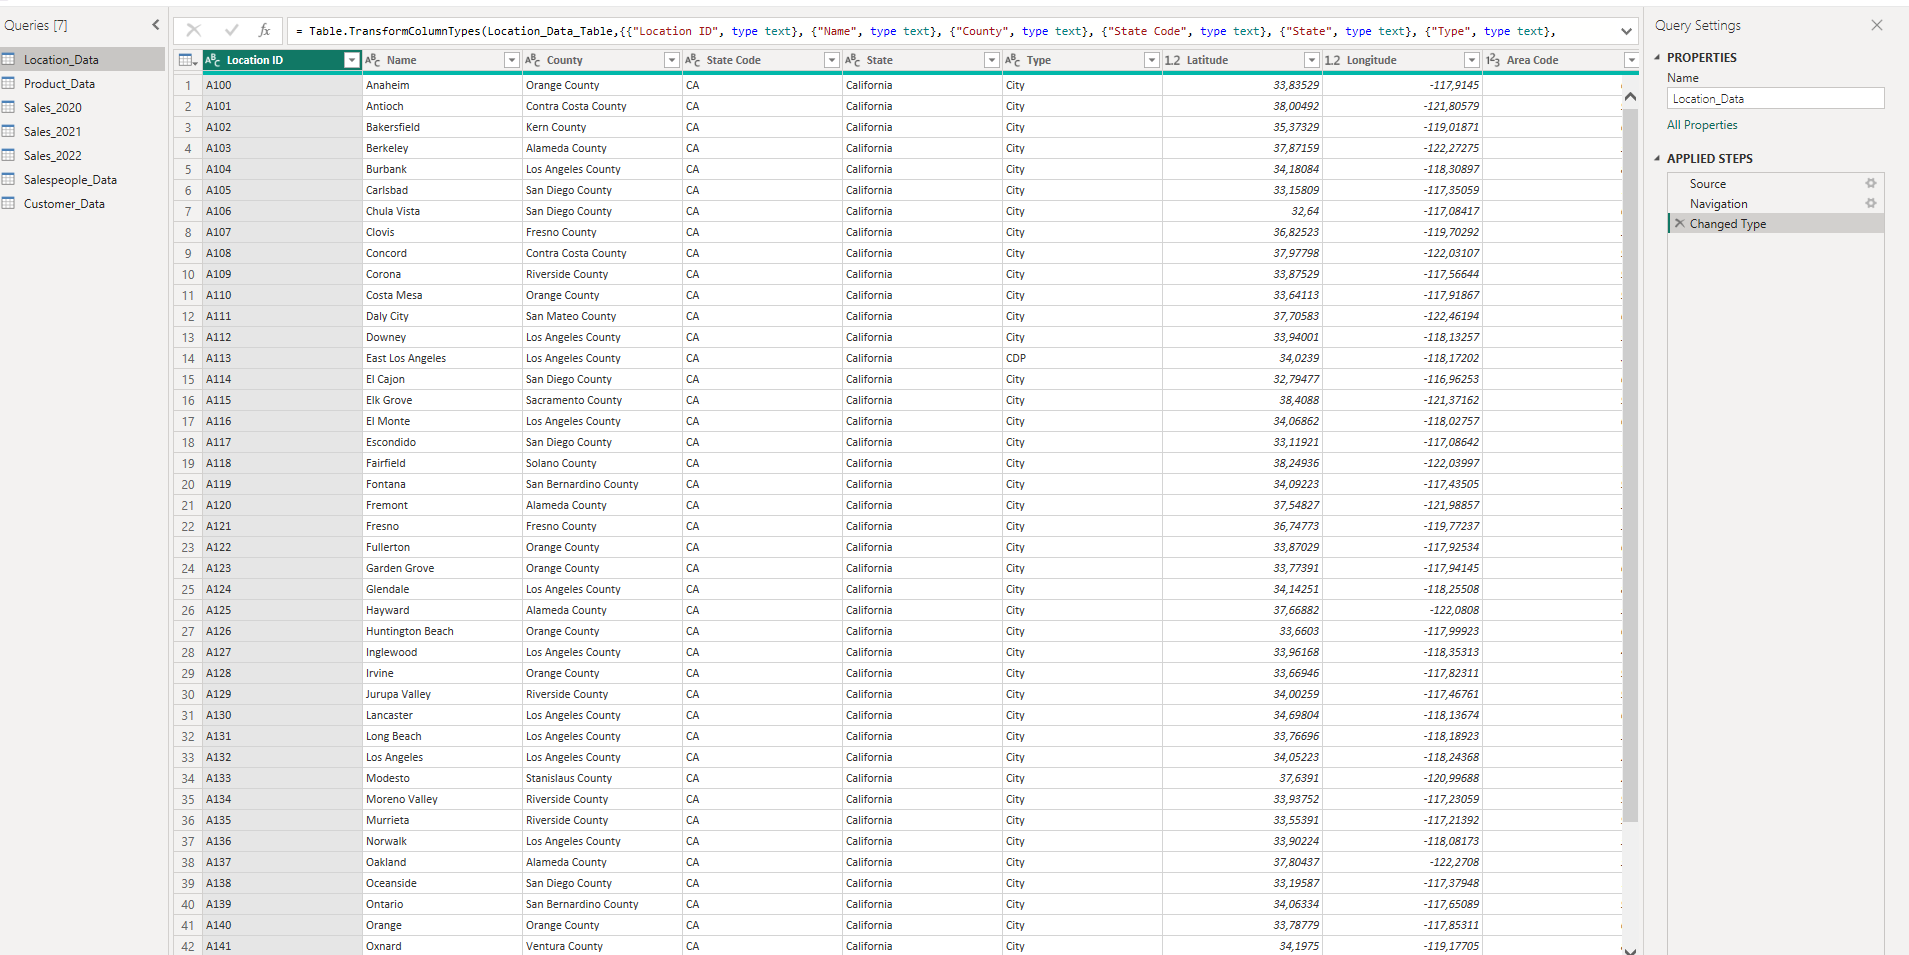 Queries [7]
Location_Data
Product_Data
Sales_2020
Sales_2021
Sales_2022
Salespeople_Data
Customer_Data
fx
= Table.TransformColumnTypes(Location_Data_Table,{{"Location ID", type text}, {"Name", type text}, {"County", type text}, {"State Code", type text}, {"State", type text}, {"Type", type text},
Location ID Name County State Code State Type 1.2 Latitude 1.2 Longitude 123 Area Code
1 A100 Anaheim Orange County CA California City 33,83529 -117,9145
2 A101 Antioch Contra Costa County CA California City 38,00492 -121,80579
3 A102 Bakersfield Kern County CA California City 35,37329 -119,01871
4 A103 Berkeley Alameda County CA California City 37,87159 -122,27275
5 A104 Burbank Los Angeles County CA California City 34,18084 -118,30897
6 A105 Carlsbad San Diego County CA California City 33,15809 -117,35059
7 A106 Chula Vista San Diego County CA California City 32,64 -117,08417
8 A107 Clovis Fresno County CA California City 36,82523 -119,70292
9 A108 Concord Contra Costa County CA California City 37,97798 -122,03107
10 A109 Corona Riverside County CA California City 33,87529 -117,56644
11 A110 Costa Mesa Orange County CA California City 33,64113 -117,91867
12 A111 Daly City San Mateo County CA California City 37,70583 -122,46194
13 A112 Downey Los Angeles County CA California City 33,94001 -118,13257
14 A113 East Los Angeles Los Angeles County CA California CDP 34,0239 -118,17202
15 A114 El Cajon San Diego County CA California City 32,79477 -116,96253
16 A115 Elk Grove Sacramento County CA California City 38,4088 -121,37162
17 A116 El Monte Los Angeles County CA California City 34,06862 -118,02757
18 A117 Escondido San Diego County CA California City 33,11921 -117,08642
19 A118 Fairfield Solano County CA California City 38,24936 -122,03997
20 A119 Fontana San Bernardino County CA California City 34,09223 -117,43505
21 A120 Fremont Alameda County CA California City 37,54827 -121,98857
22 A121 Fresno Fresno County CA California City 36,74773 -119,77237
23 A122 Fullerton Orange County CA California City 33,87029 -117,92534
24 A123 Garden Grove Orange County CA California City 33,77391 -117,94145
25 A124 Glendale Los Angeles County CA California City 34,14251 -118,25508
26 A125 Hayward Alameda County CA California City 37,66882 -122,0808
27 A126 Huntington Beach Orange County CA California City 33,6603 -117,99923
28 A127 Inglewood Los Angeles County CA California City 33,96168 -118,35313
29 A128 Irvine Orange County CA California City 33,66946 -117,82311
30 A129 Jurupa Valley Riverside County CA California City 34,00259 -117,46761
31 A130 Lancaster Los Angeles County CA California City 34,69804 -118,13674
32 A131 Long Beach Los Angeles County CA California City 33,76696 -118,18923
33 A132 Los Angeles Los Angeles County CA California City 34,05223 -118,24368
34 A133 Modesto Stanislaus County CA California City 37,6391 -120,99688
35 A134 Moreno Valley Riverside County CA California City 33,93752 -117,23059
36 A135 Murrieta Riverside County CA California City 33,55391 -117,21392
37 A136 Norwalk Los Angeles County CA California City 33,90224 -118,08173
38 A137 Oakland Alameda County CA California City 37,80437 -122,2708
39 A138 Oceanside San Diego County CA California City 33,19587 -117,37948
40 A139 Ontario San Bernardino County CA California City 34,06334 -117,65089
41 A140 Orange Orange County CA California City 33,78779 -117,85311
42 A141 Oxnard Ventura County CA California City 34,1975 -119,17705
Query Settings
PROPERTIES
Name
Location_Data
All Properties
APPLIED STEPS
Source
Navigation
Changed Type